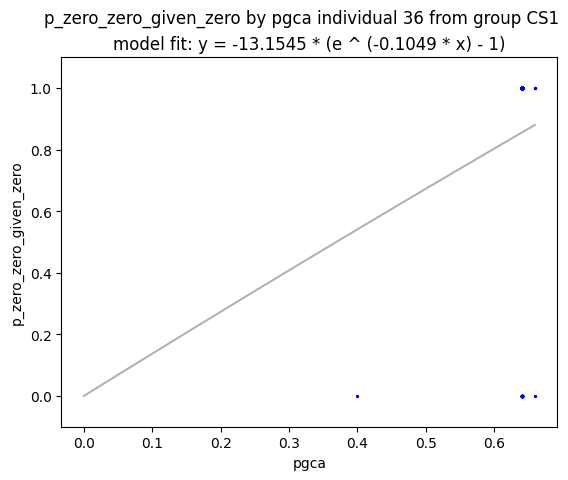 p_zero_zero_given_zero by pgca individual 36 from group CS1
model fit: y = -13.1545 * (e ^ (-0.1049 * x) - 1)
1.0
0.8
0.6
0.4
0.2
0.0
p_zero_zero_given_zero
0.0 0.1 0.2 0.3 0.4 0.5 0.6
pgca